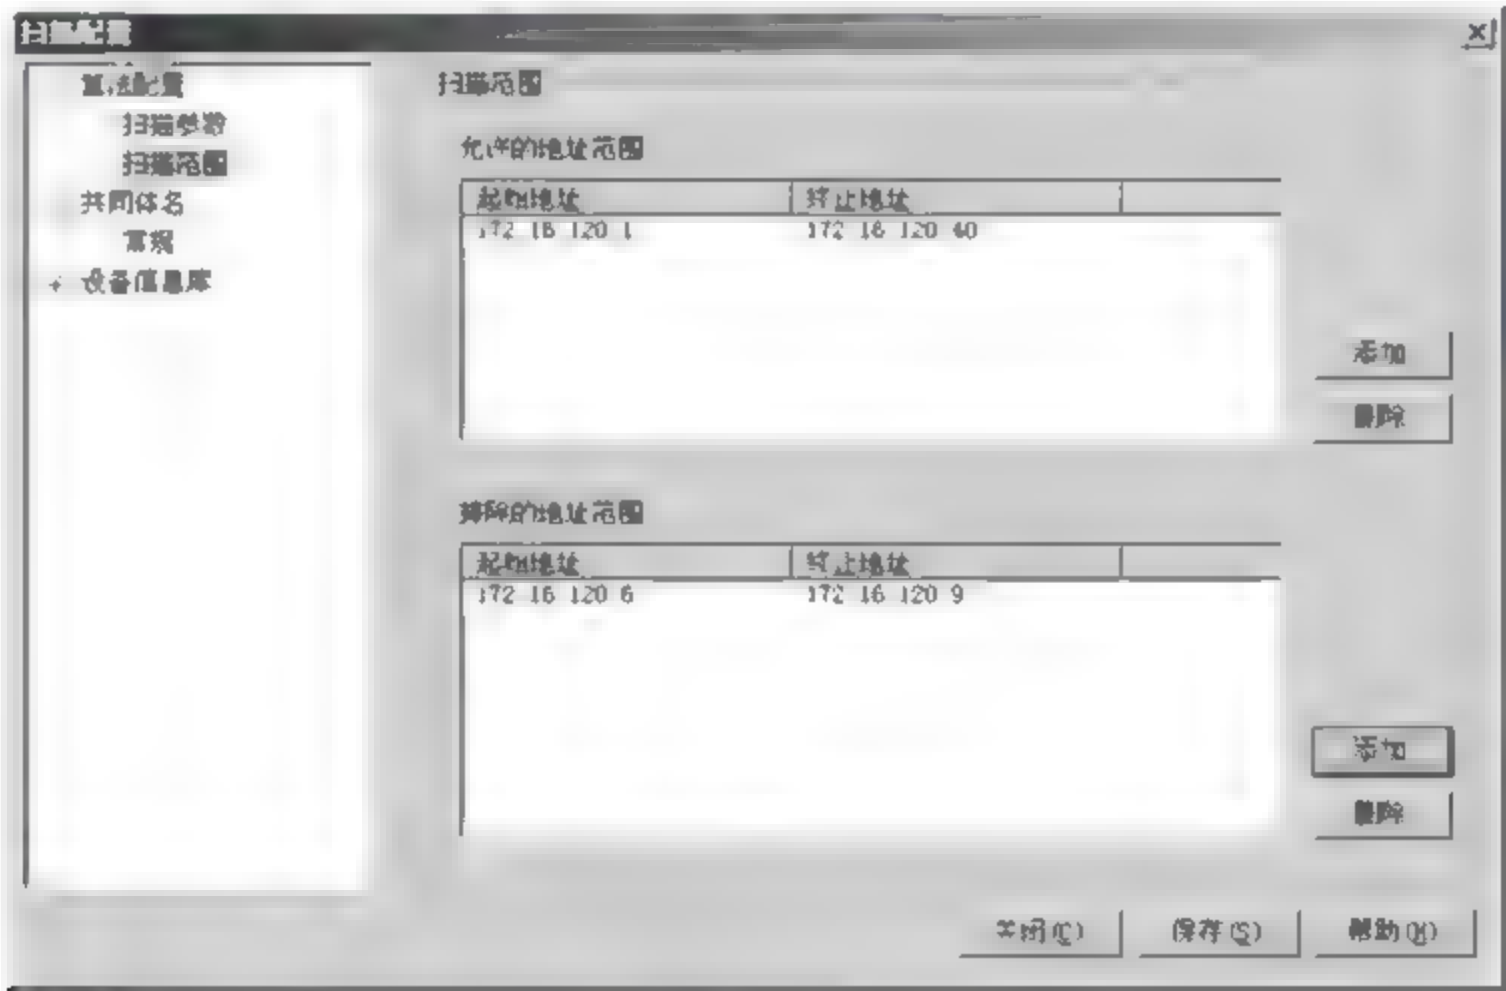 扫描配置
算法配置
扫描参数
扫描范围
共同体名
常规
设备信息库
扫描范围
允许的地址范围
起始地址 终止地址
172 16 120 1 172 16 120 40
添加
删除
排除的地址范围
起始地址 终止地址
172 16 120 6 172 16 120 9
添加
删除
关闭(C) 保存(S) 帮助(H)